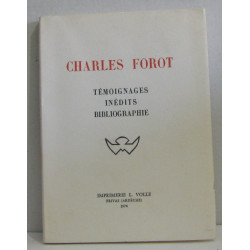 CHARLES FOROT
TÉMOIGNAGES
INÉDITS
BIBLIOGRAPHIE
IMPRIMERIE L. VOLLE
PRIVAS (ARDÈCHE)